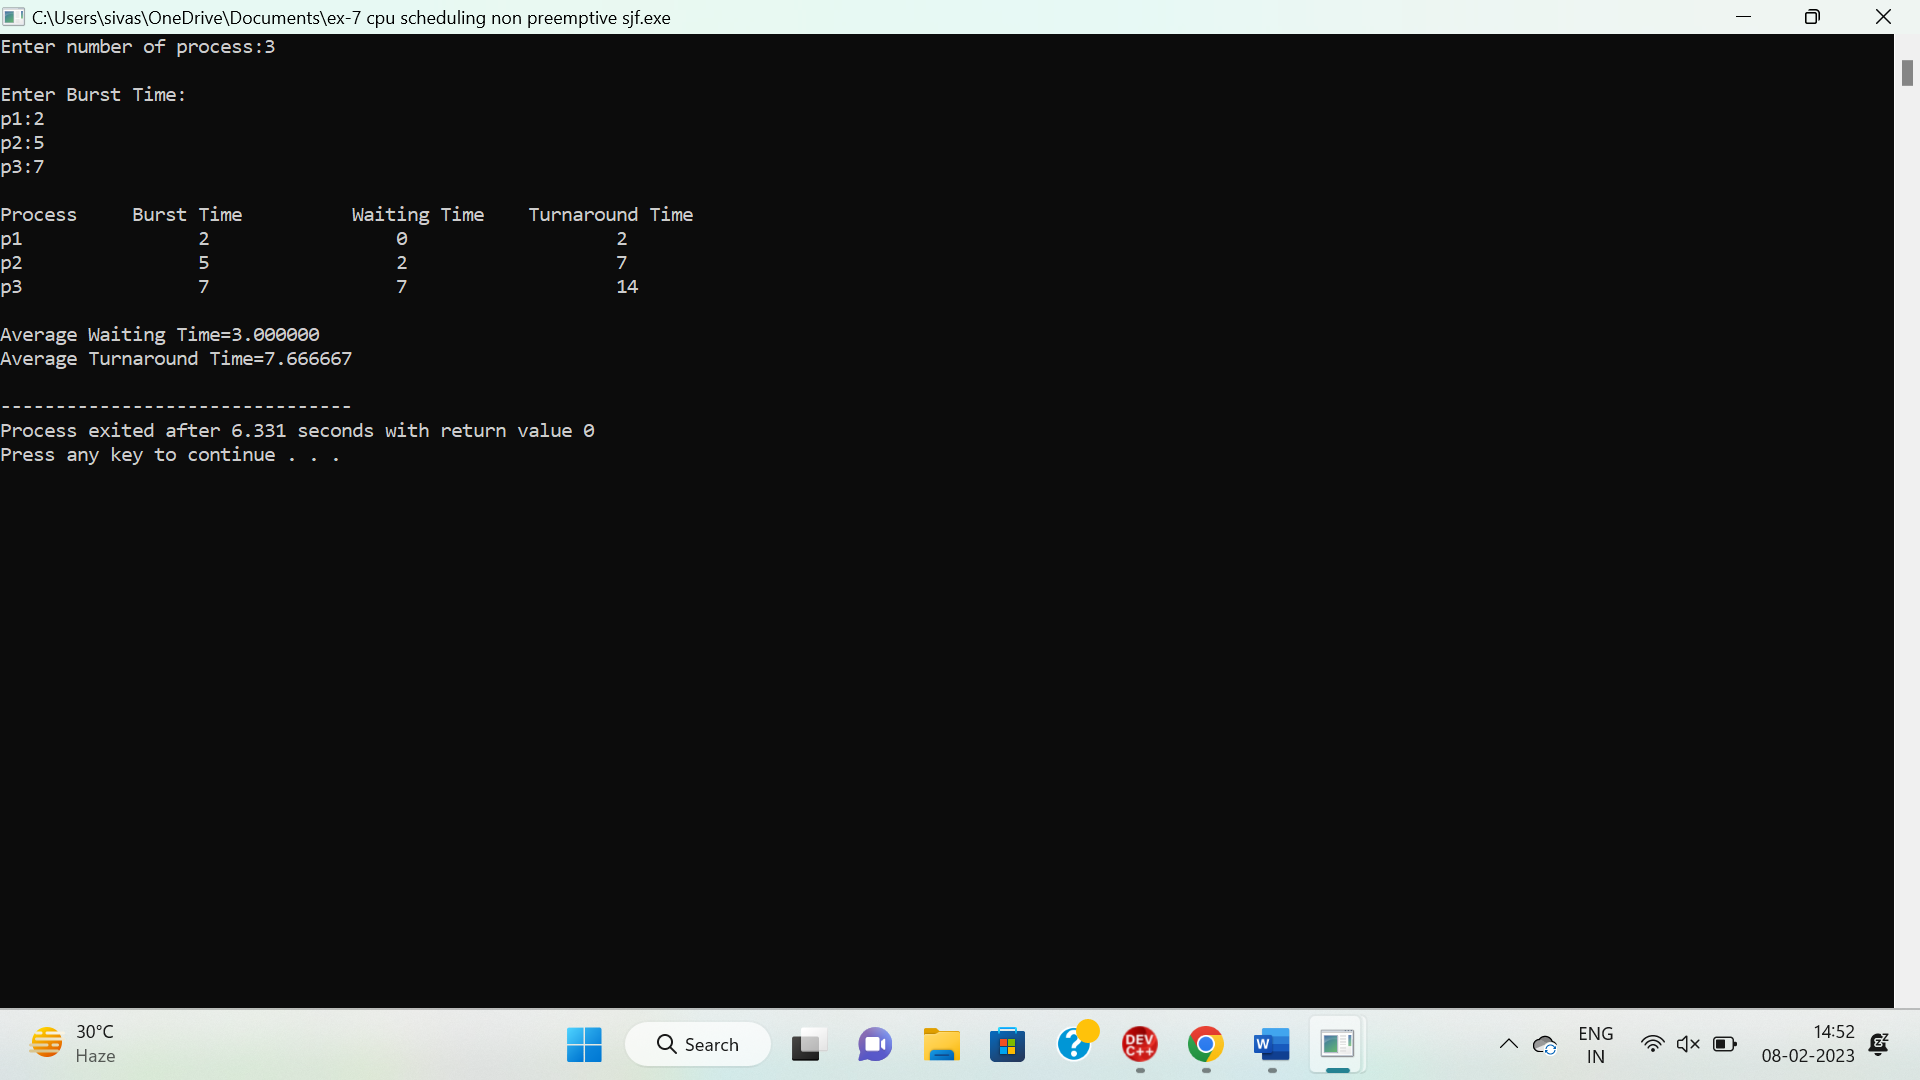 C:\Users\sivas\OneDrive\Documents\ex-7 cpu scheduling non preemptive sjf.exe
Enter number of process:3
Enter Burst Time:
p1:2
p2:5
p3:7
Process Burst Time Waiting Time Turnaround Time
p1 2 0 2
p2 5 2 7
p3 7 7 14
Average Waiting Time=3.000000
Average Turnaround Time=7.666667
--------------------------------
Process exited after 6.331 seconds with return value 0
Press any key to continue . . .
30°C
Haze
Search
DEV
C++
W
ENG
IN
14:52
08-02-2023